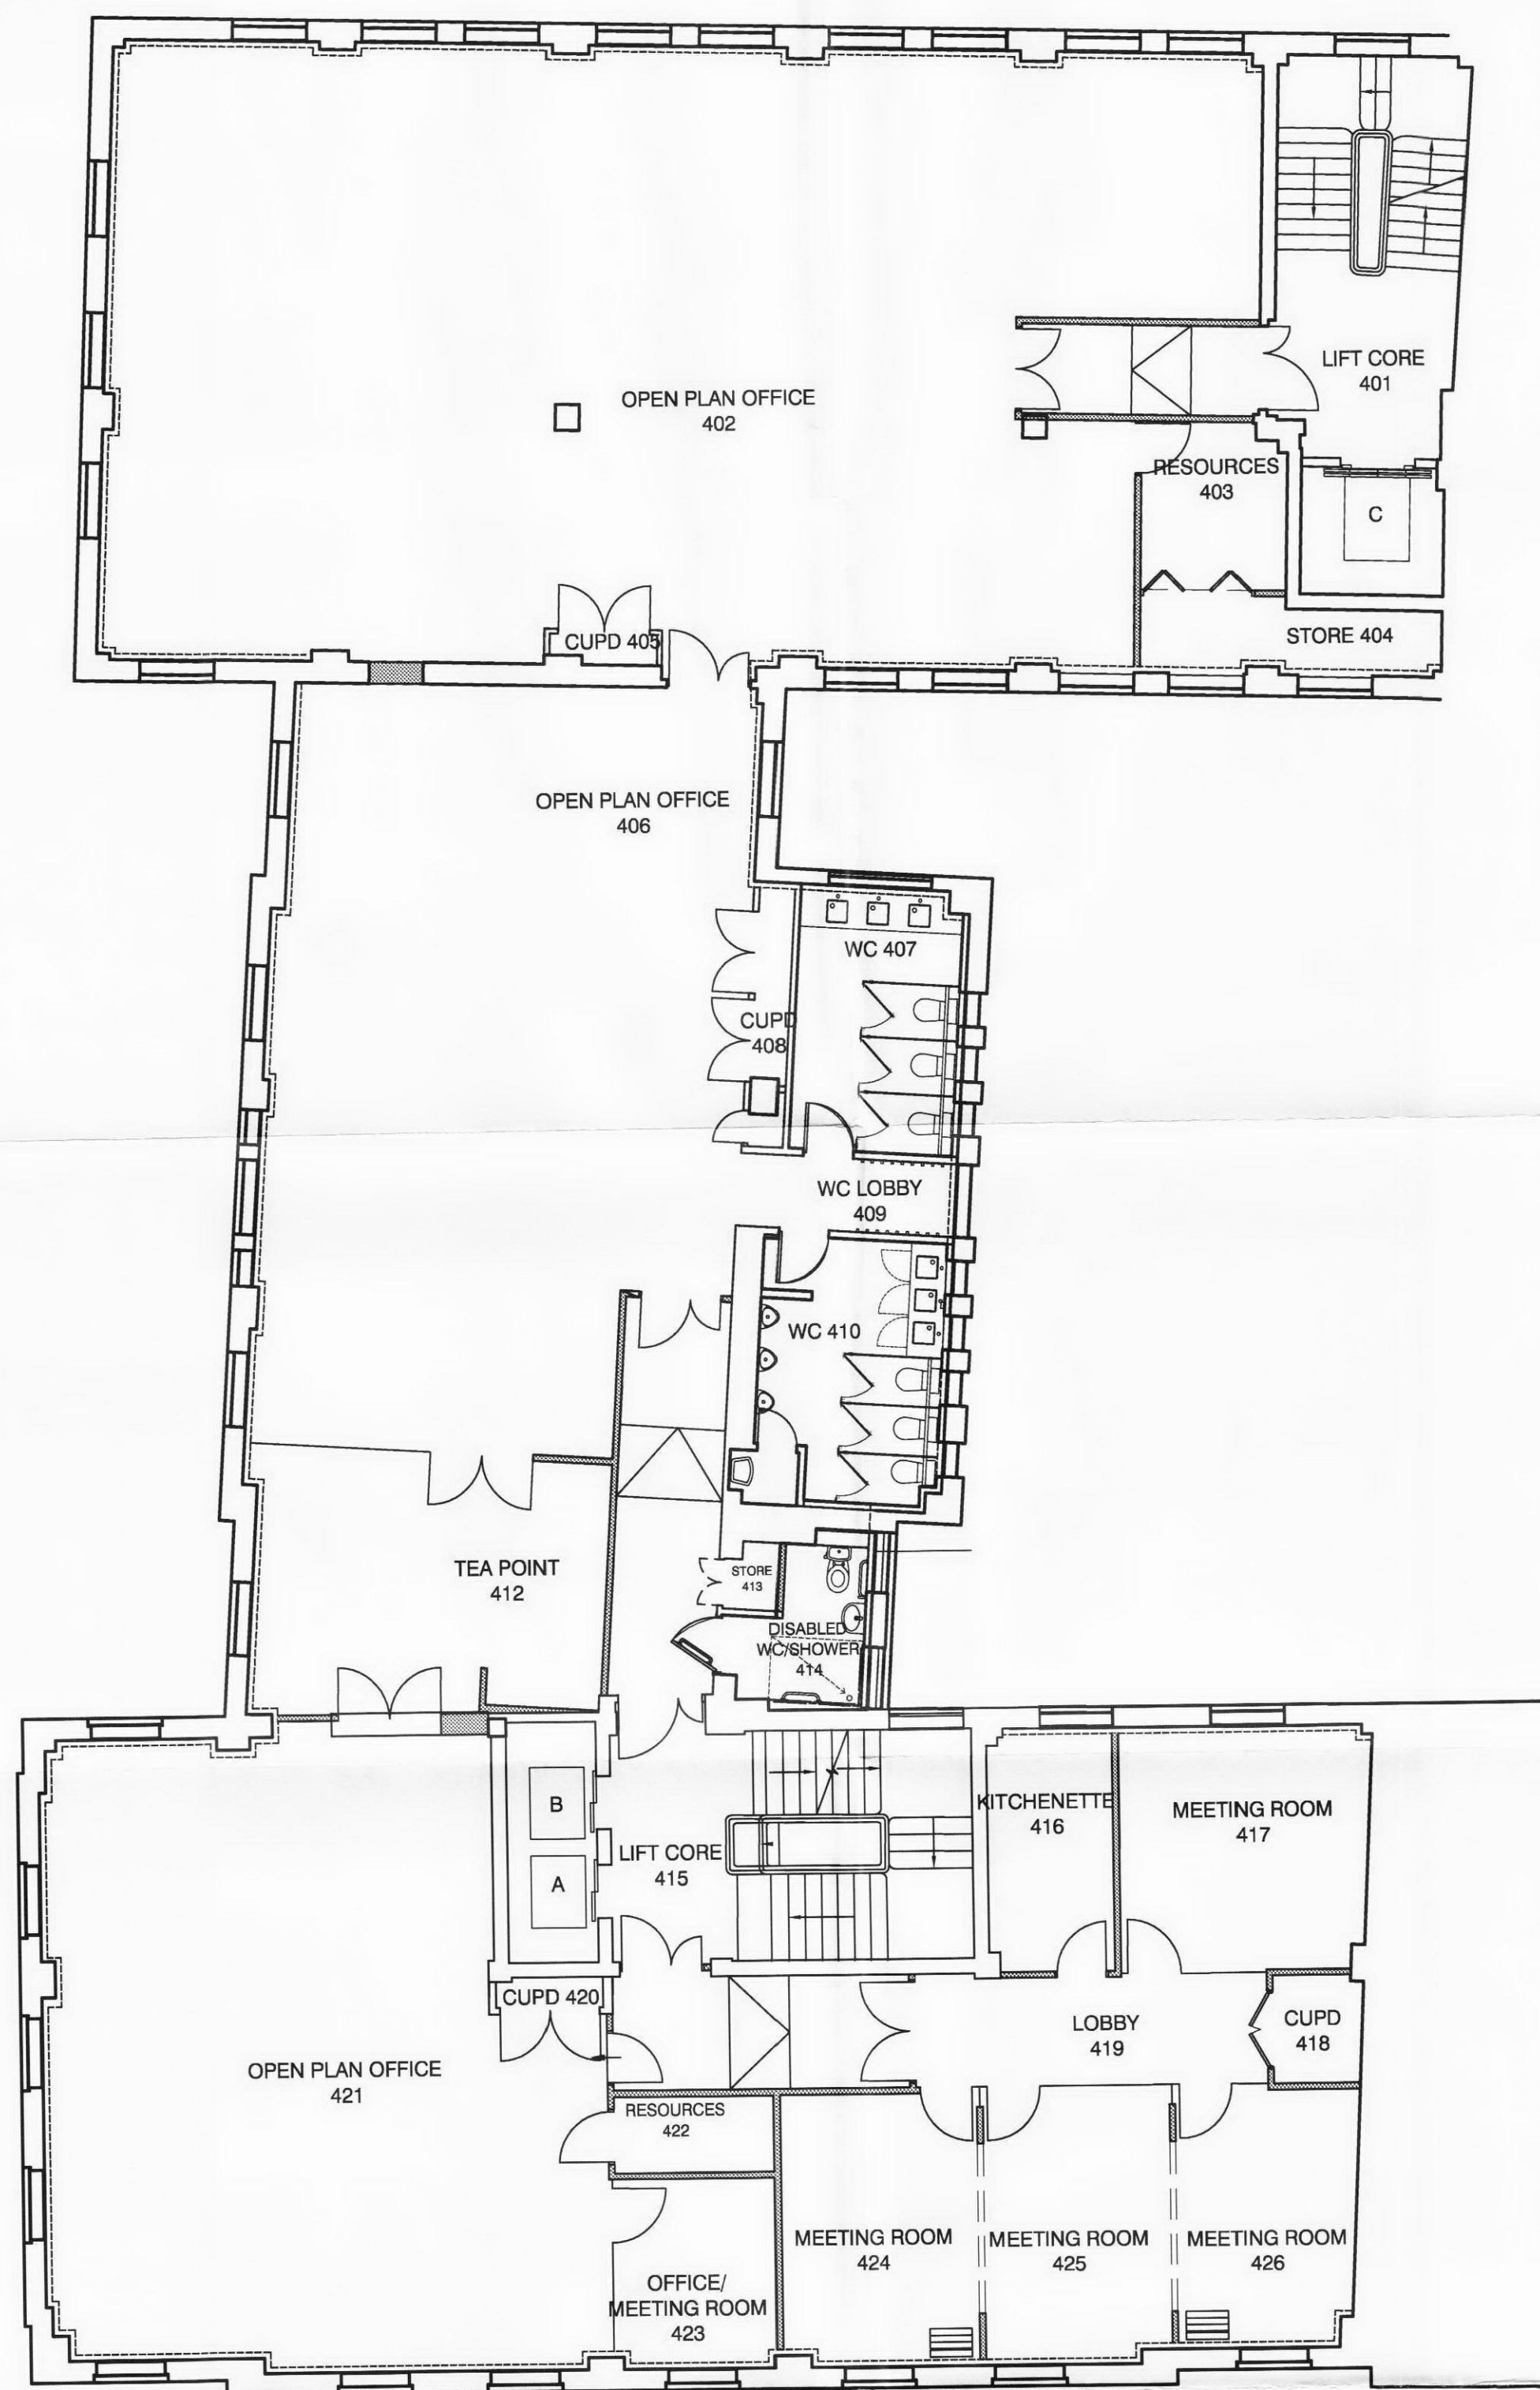 LIFT CORE
401
OPEN PLAN OFFICE
402
RESOURCES
403
C
STORE 404
CUPD 405
OPEN PLAN OFFICE
406
WC 407
CUPD
408
WC LOBBY
409
WC 410
TEA POINT
412
STORE
413
DISABLED
WC/SHOWER
414
B
A
LIFT CORE
415
KITCHENETTE
416
MEETING ROOM
417
CUPD
418
LOBBY
419
CUPD 420
OPEN PLAN OFFICE
421
RESOURCES
422
OFFICE/
MEETING ROOM
423
MEETING ROOM
424
MEETING ROOM
425
MEETING ROOM
426